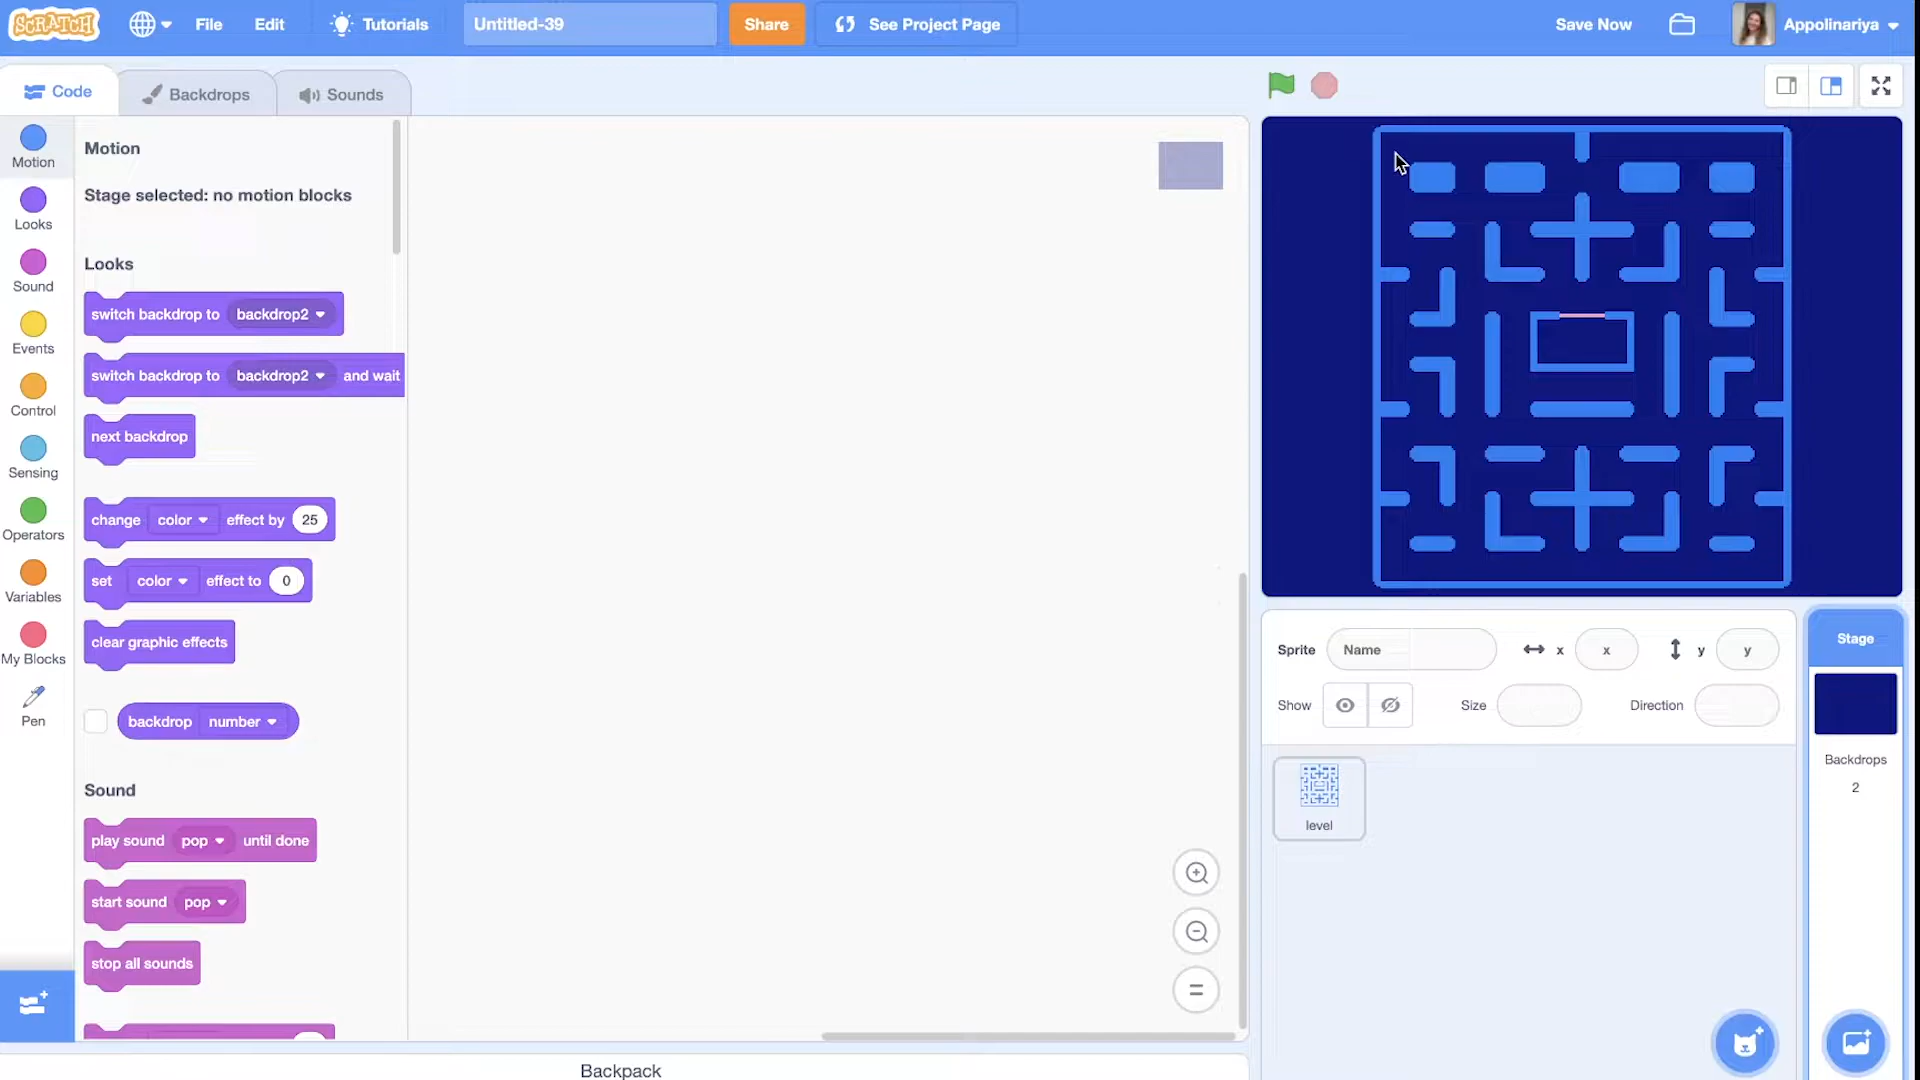 SCRATCH
File
Edit
Tutorials
Untitled-39
Share
See Project Page
Save Now
Appolinariya
Code
Backdrops
Sounds
Motion
Looks
Sound
Events
Control
Sensing
Operators
Variables
My Blocks
Pen
Motion
Stage selected: no motion blocks
Looks
switch backdrop to backdrop2
switch backdrop to backdrop2 and wait
next backdrop
change color effect by 25
set color effect to 0
clear graphic effects
backdrop number
Sound
play sound pop until done
start sound pop
stop all sounds
Backpack
Sprite Name x x y y
Show Size Direction
level
Stage
Backdrops
2